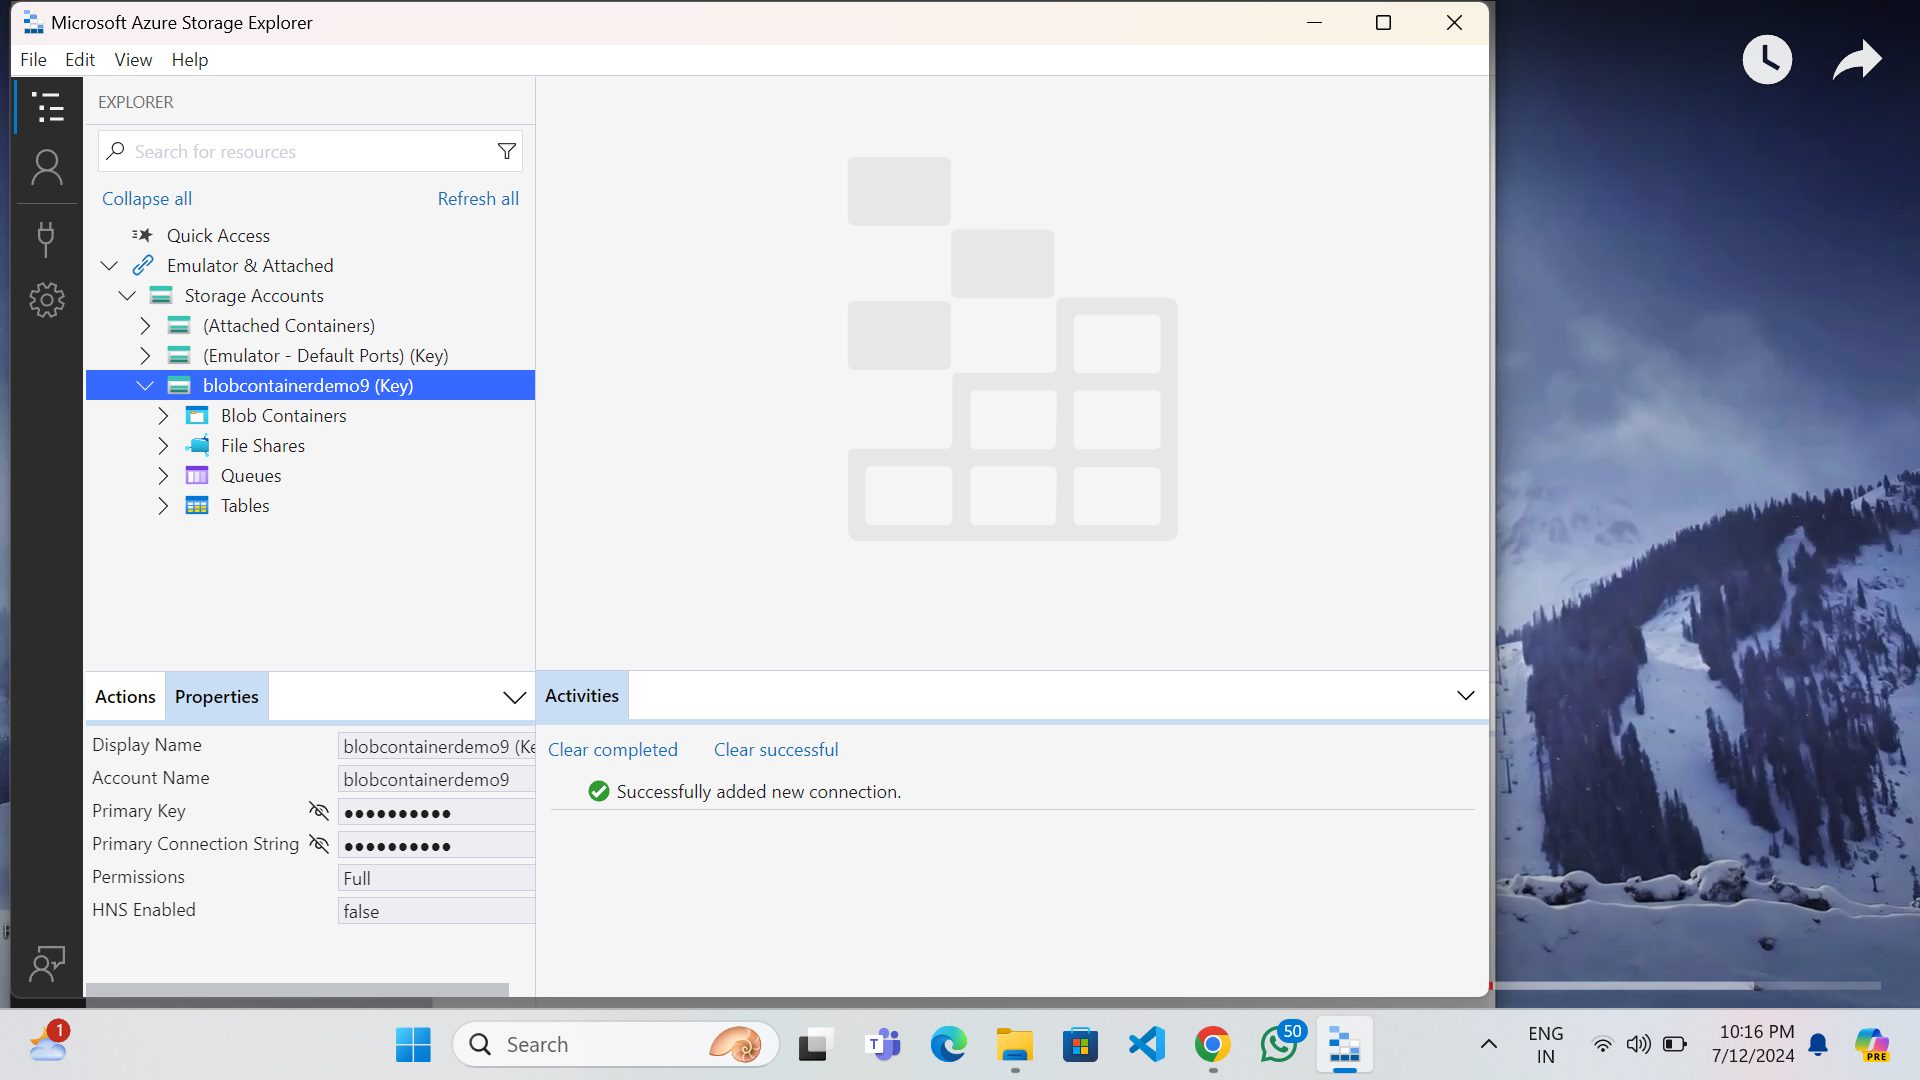 Microsoft Azure Storage Explorer
File Edit View Help
EXPLORER
Search for resources
Collapse all Refresh all
Quick Access
Emulator & Attached
Storage Accounts
(Attached Containers)
(Emulator - Default Ports) (Key)
blobcontainerdemo9 (Key)
Blob Containers
File Shares
Queues
Tables
Actions Properties
Display Name blobcontainerdemo9 (Ke
Account Name blobcontainerdemo9
Primary Key ●●●●●●●●●●
Primary Connection String ●●●●●●●●●●
Permissions Full
HNS Enabled false
Activities
Clear completed Clear successful
Successfully added new connection.
1
Search
T
50
ENG
IN
10:16 PM
7/12/2024
PRE